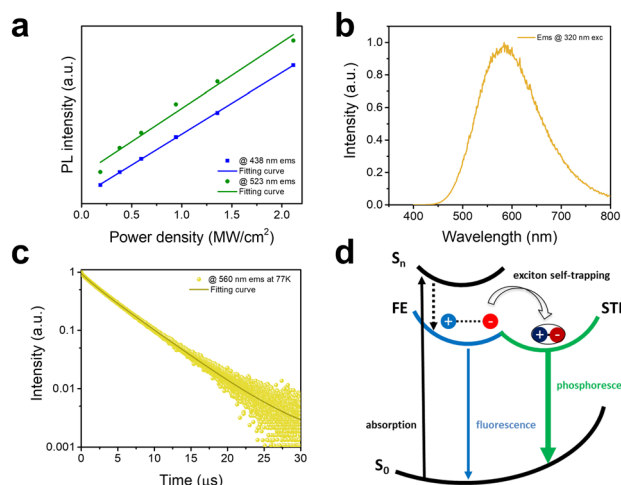 a
PL intensity (a.u.)
@ 438 nm ems
Fitting curve
@ 523 nm ems
Fitting curve
0.0 0.5 1.0 1.5 2.0
Power density (MW/cm²)
b
Intensity (a.u.)
Ems @ 320 nm exc
1.0
0.8
0.6
0.4
0.2
0.0
400 500 600 700 800
Wavelength (nm)
c
Intensity (a.u.)
@ 560 nm ems at 77K
Fitting curve
1
0.1
0.01
0.001
0 5 10 15 20 25 30
Time (μs)
d
Sn
exciton self-trapping
FE
STE
+ -
+ -
phosphoresce
absorption
fluorescence
S0